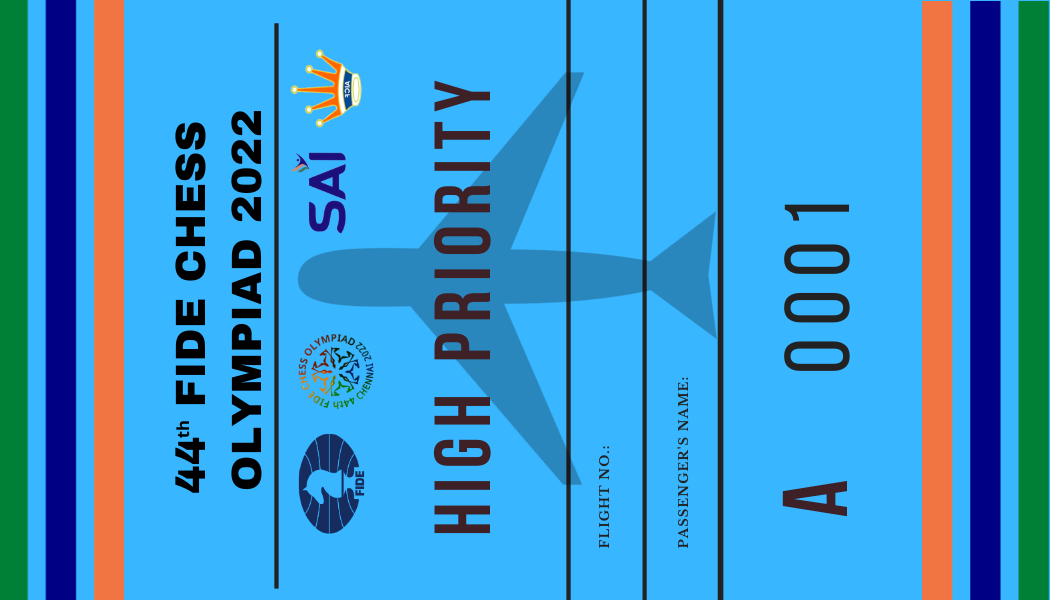 44th FIDE CHESS
OLYMPIAD 2022
FIDE
44th FIDE CHESS OLYMPIAD 2022 CHENNAI
SAI
AICF
HIGH PRIORITY
FLIGHT NO.:
PASSENGER'S NAME:
A 0001